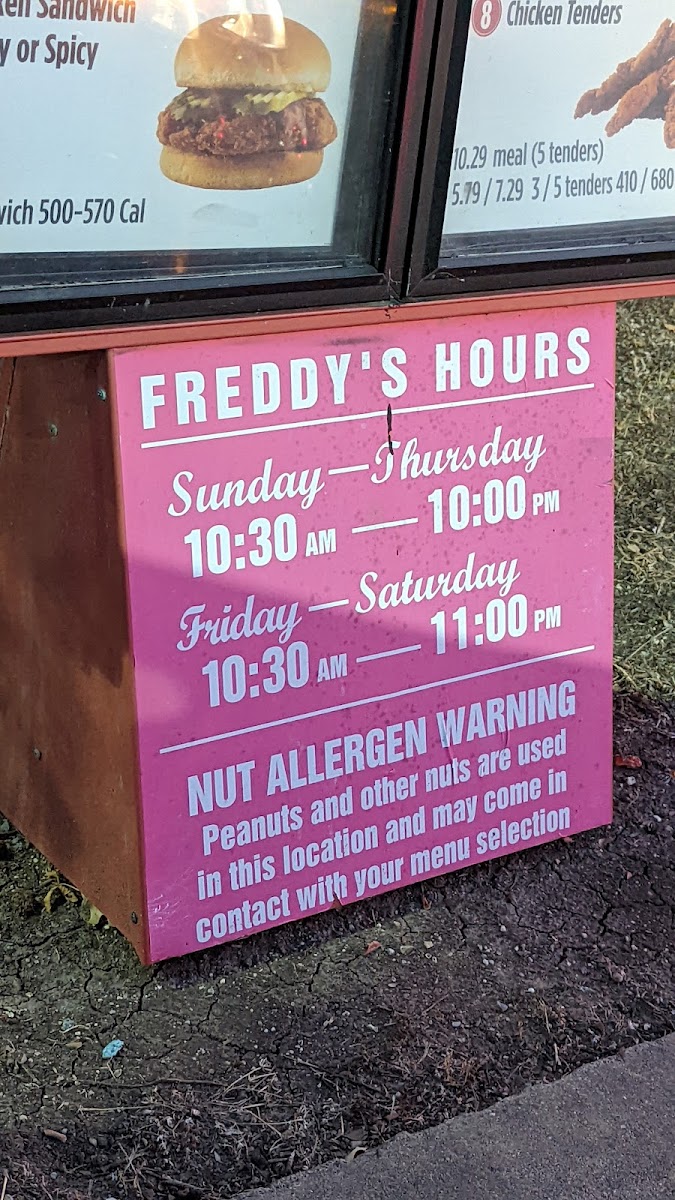 Sandwich
y or Spicy
500-570 Cal
8 Chicken Tenders
10.29 meal (5 tenders)
5.79 / 7.29 3 / 5 tenders 410 / 680
FREDDY'S HOURS
Sunday — Thursday
10:30 AM — 10:00 PM
Friday — Saturday
10:30 AM — 11:00 PM
NUT ALLERGEN WARNING
Peanuts and other nuts are used
in this location and may come in
contact with your menu selection